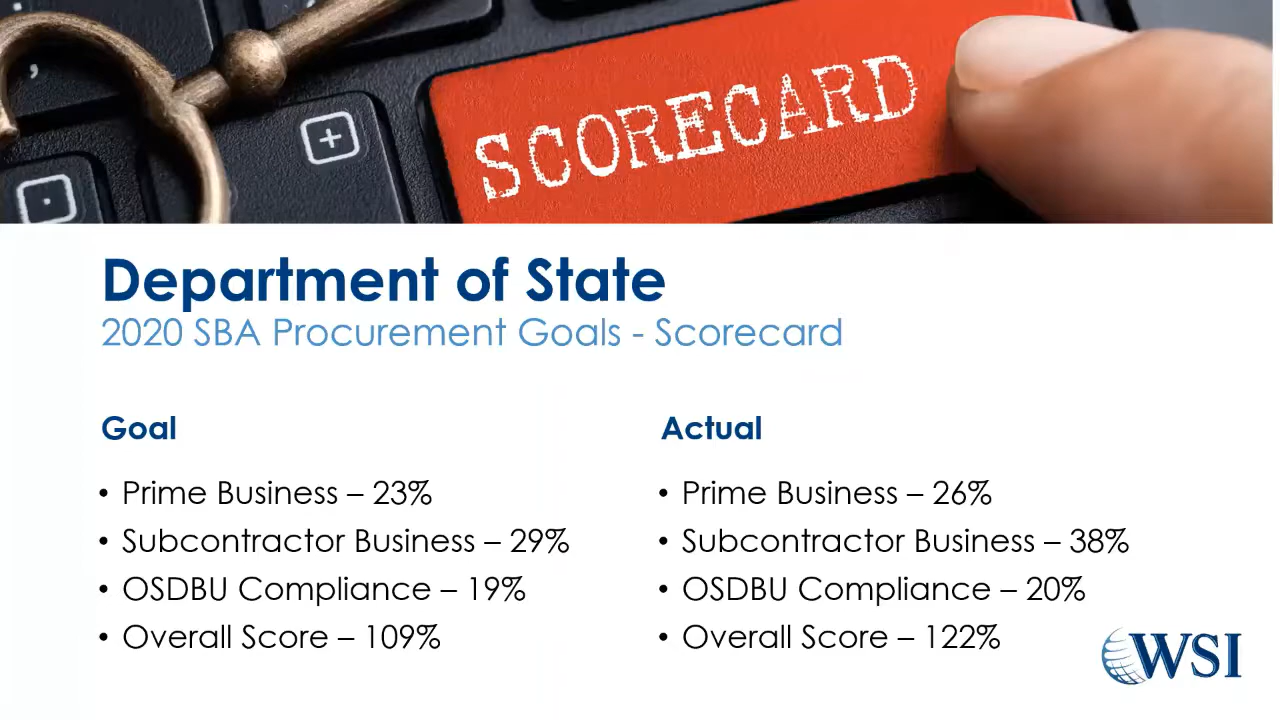 SCORECARD
Department of State
2020 SBA Procurement Goals - Scorecard
Goal
• Prime Business – 23%
• Subcontractor Business – 29%
• OSDBU Compliance – 19%
• Overall Score – 109%
Actual
• Prime Business – 26%
• Subcontractor Business – 38%
• OSDBU Compliance – 20%
• Overall Score – 122%
WSI